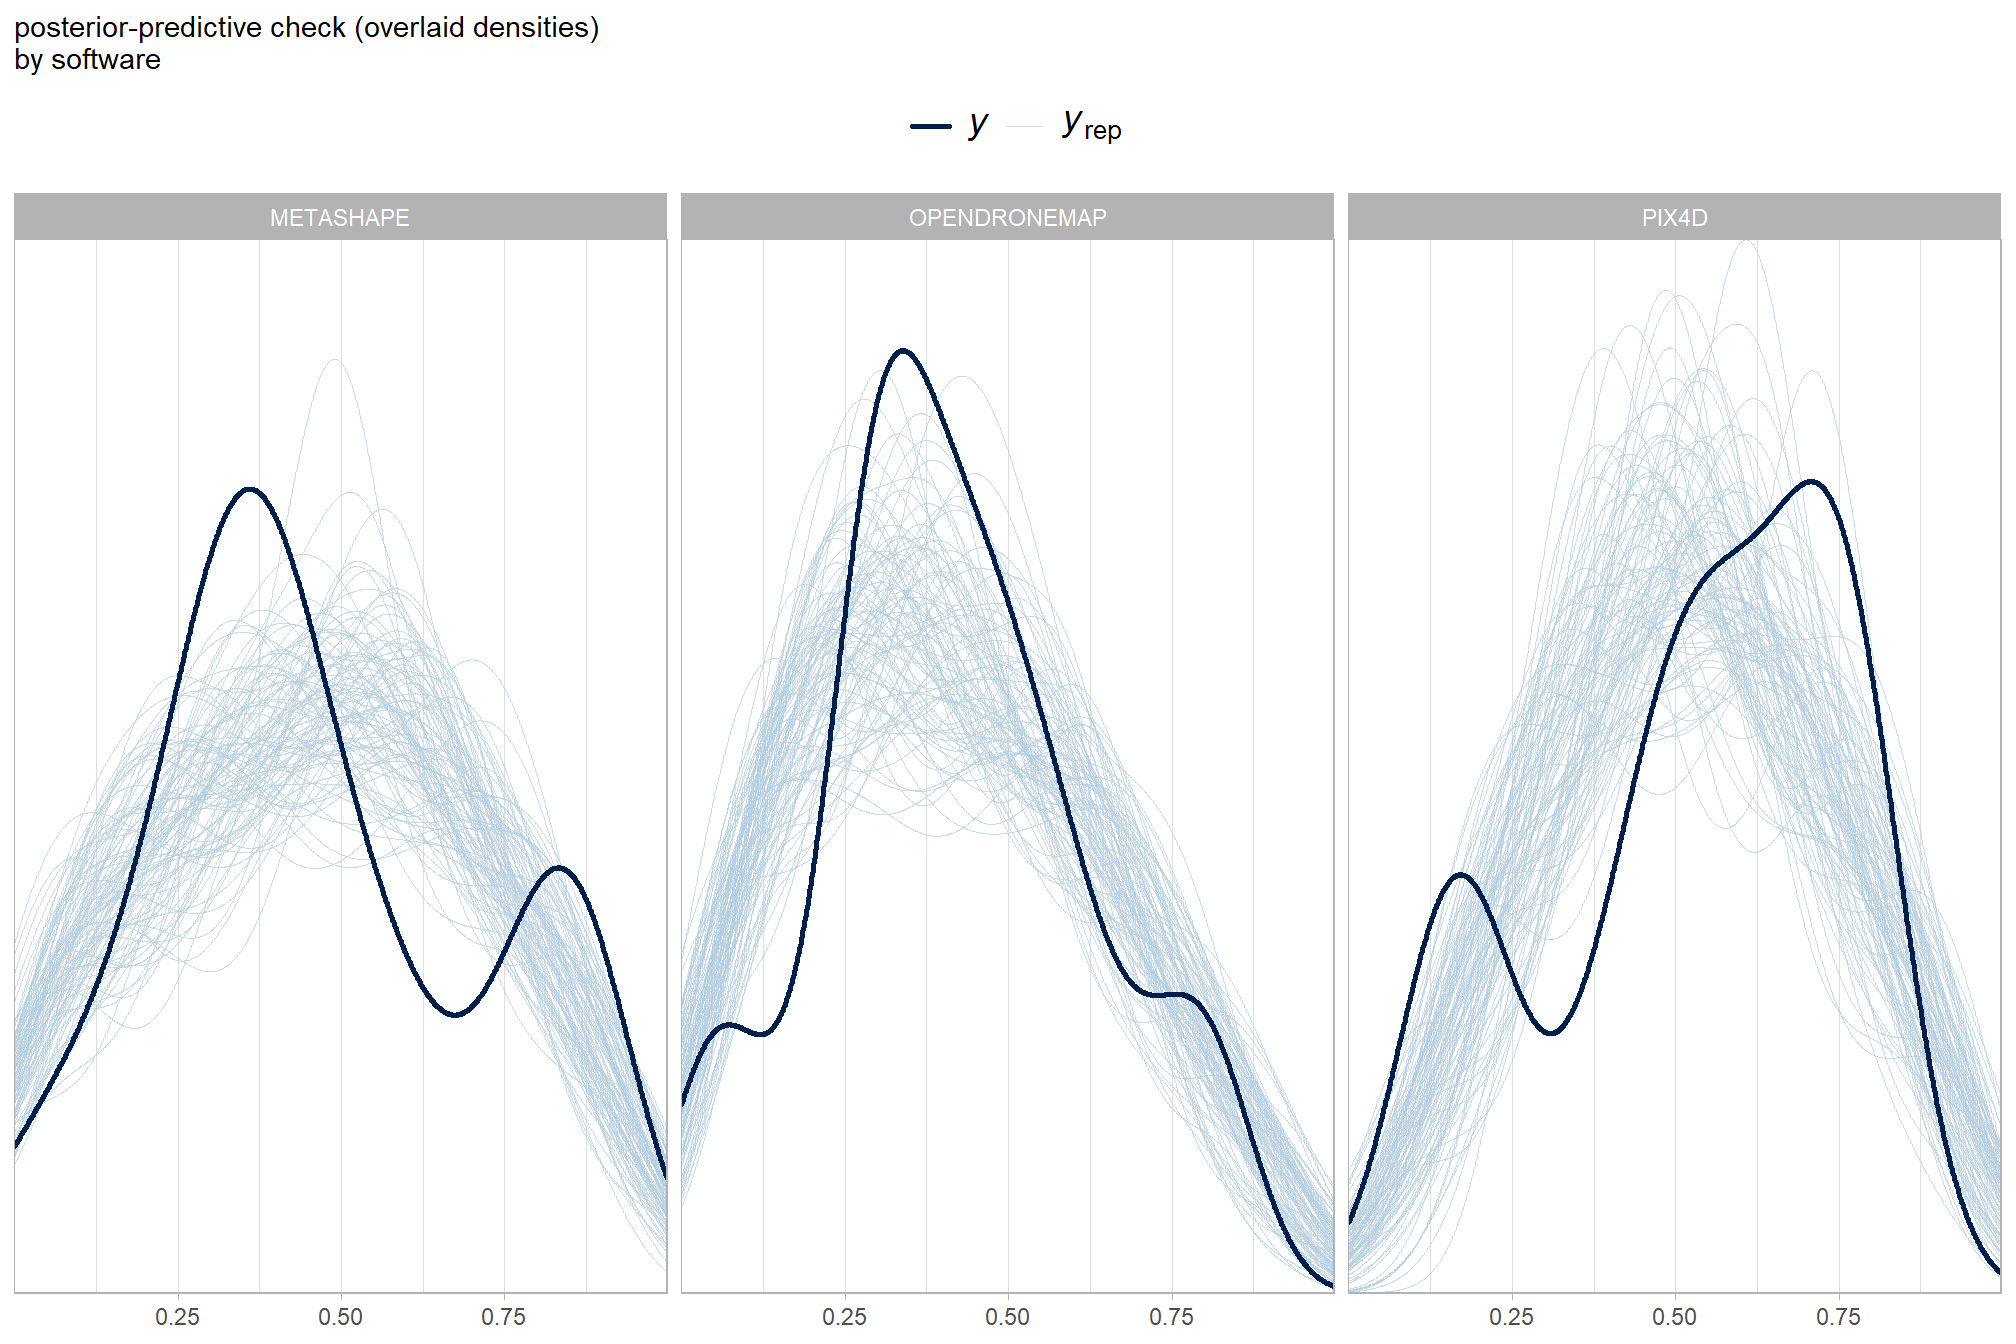 posterior-predictive check (overlaid densities)
by software
y y rep
METASHAPE OPENDRONEMAP PIX4D
0.25 0.50 0.75 0.25 0.50 0.75 0.25 0.50 0.75